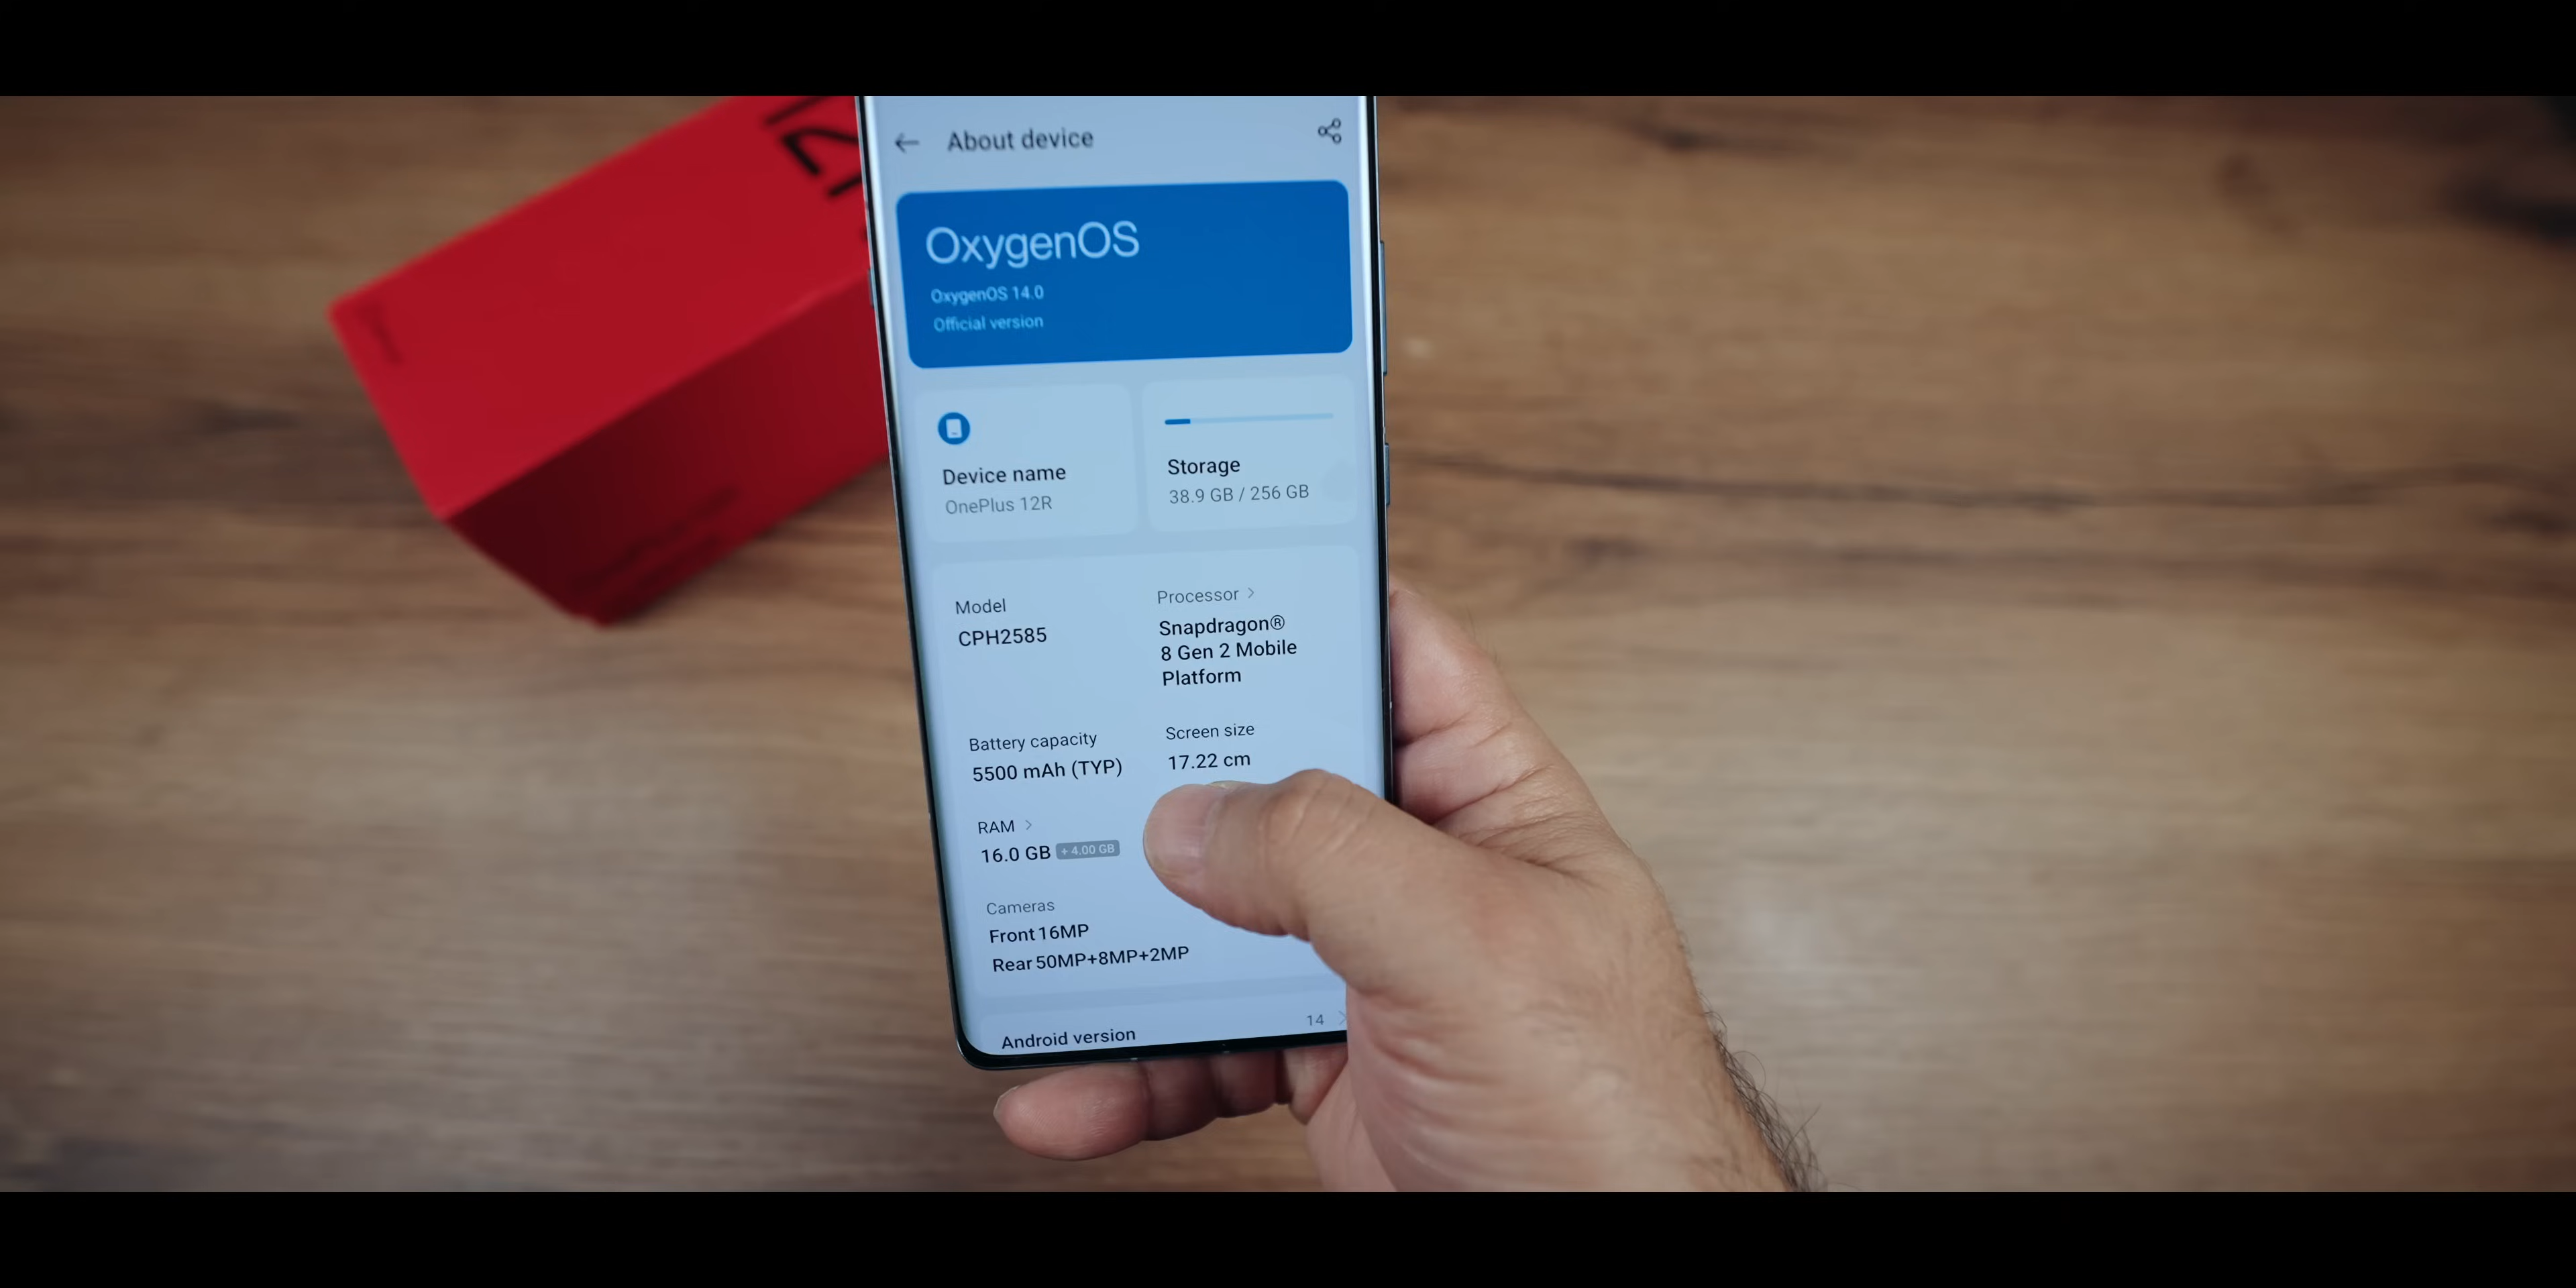 About device
OxygenOS
OxygenOS 14.0
Official version
Device name
OnePlus 12R
Storage
38.9 GB / 256 GB
Model
CPH2585
Processor >
Snapdragon®
8 Gen 2 Mobile
Platform
Battery capacity
5500 mAh (TYP)
Screen size
17.22 cm
RAM >
16.0 GB + 4.00 GB
Cameras
Front 16MP
Rear 50MP+8MP+2MP
Android version
14 >